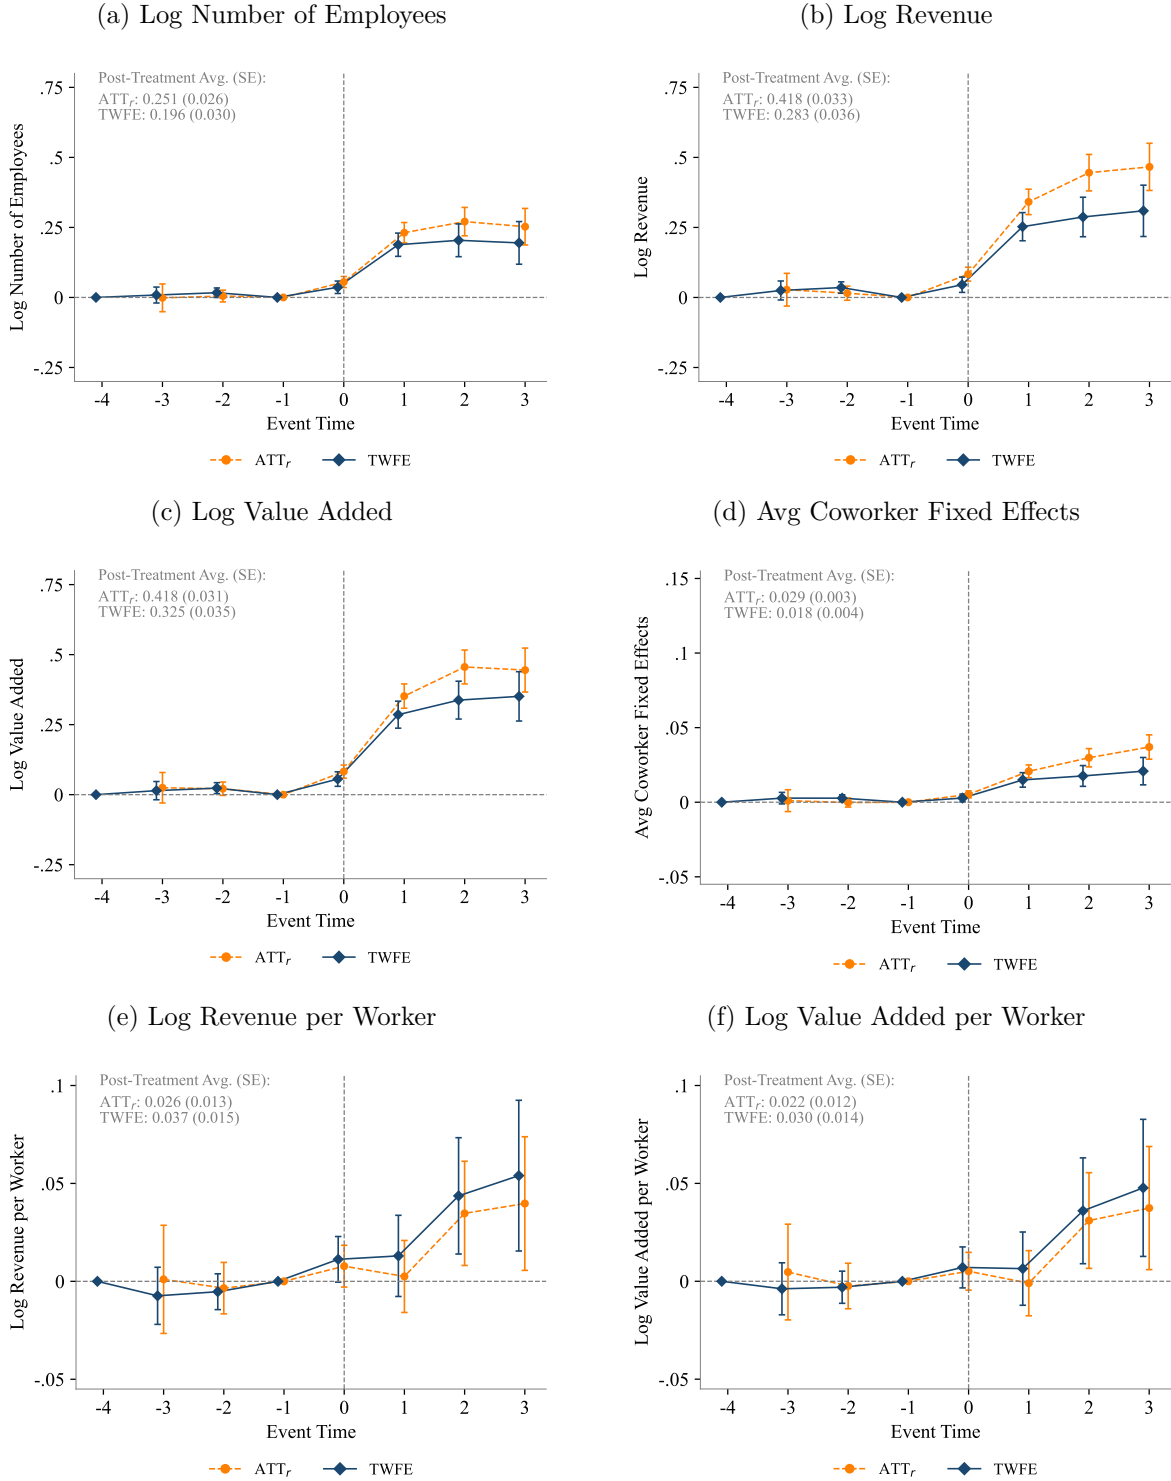 (a) Log Number of Employees
Post-Treatment Avg. (SE):
ATTr: 0.251 (0.026)
TWFE: 0.196 (0.030)
Log Number of Employees
.75
.5
.25
0
-.25
-4 -3 -2 -1 0 1 2 3
Event Time
ATTr TWFE
(b) Log Revenue
Post-Treatment Avg. (SE):
ATTr: 0.418 (0.033)
TWFE: 0.283 (0.036)
Log Revenue
.75
.5
.25
0
-.25
-4 -3 -2 -1 0 1 2 3
Event Time
ATTr TWFE
(c) Log Value Added
Post-Treatment Avg. (SE):
ATTr: 0.418 (0.031)
TWFE: 0.325 (0.035)
Log Value Added
.75
.5
.25
0
-.25
-4 -3 -2 -1 0 1 2 3
Event Time
ATTr TWFE
(d) Avg Coworker Fixed Effects
Post-Treatment Avg. (SE):
ATTr: 0.029 (0.003)
TWFE: 0.018 (0.004)
Avg Coworker Fixed Effects
.15
.1
.05
0
-.05
-4 -3 -2 -1 0 1 2 3
Event Time
ATTr TWFE
(e) Log Revenue per Worker
Post-Treatment Avg. (SE):
ATTr: 0.026 (0.013)
TWFE: 0.037 (0.015)
Log Revenue per Worker
.1
.05
0
-.05
-4 -3 -2 -1 0 1 2 3
Event Time
ATTr TWFE
(f) Log Value Added per Worker
Post-Treatment Avg. (SE):
ATTr: 0.022 (0.012)
TWFE: 0.030 (0.014)
Log Value Added per Worker
.1
.05
0
-.05
-4 -3 -2 -1 0 1 2 3
Event Time
ATTr TWFE